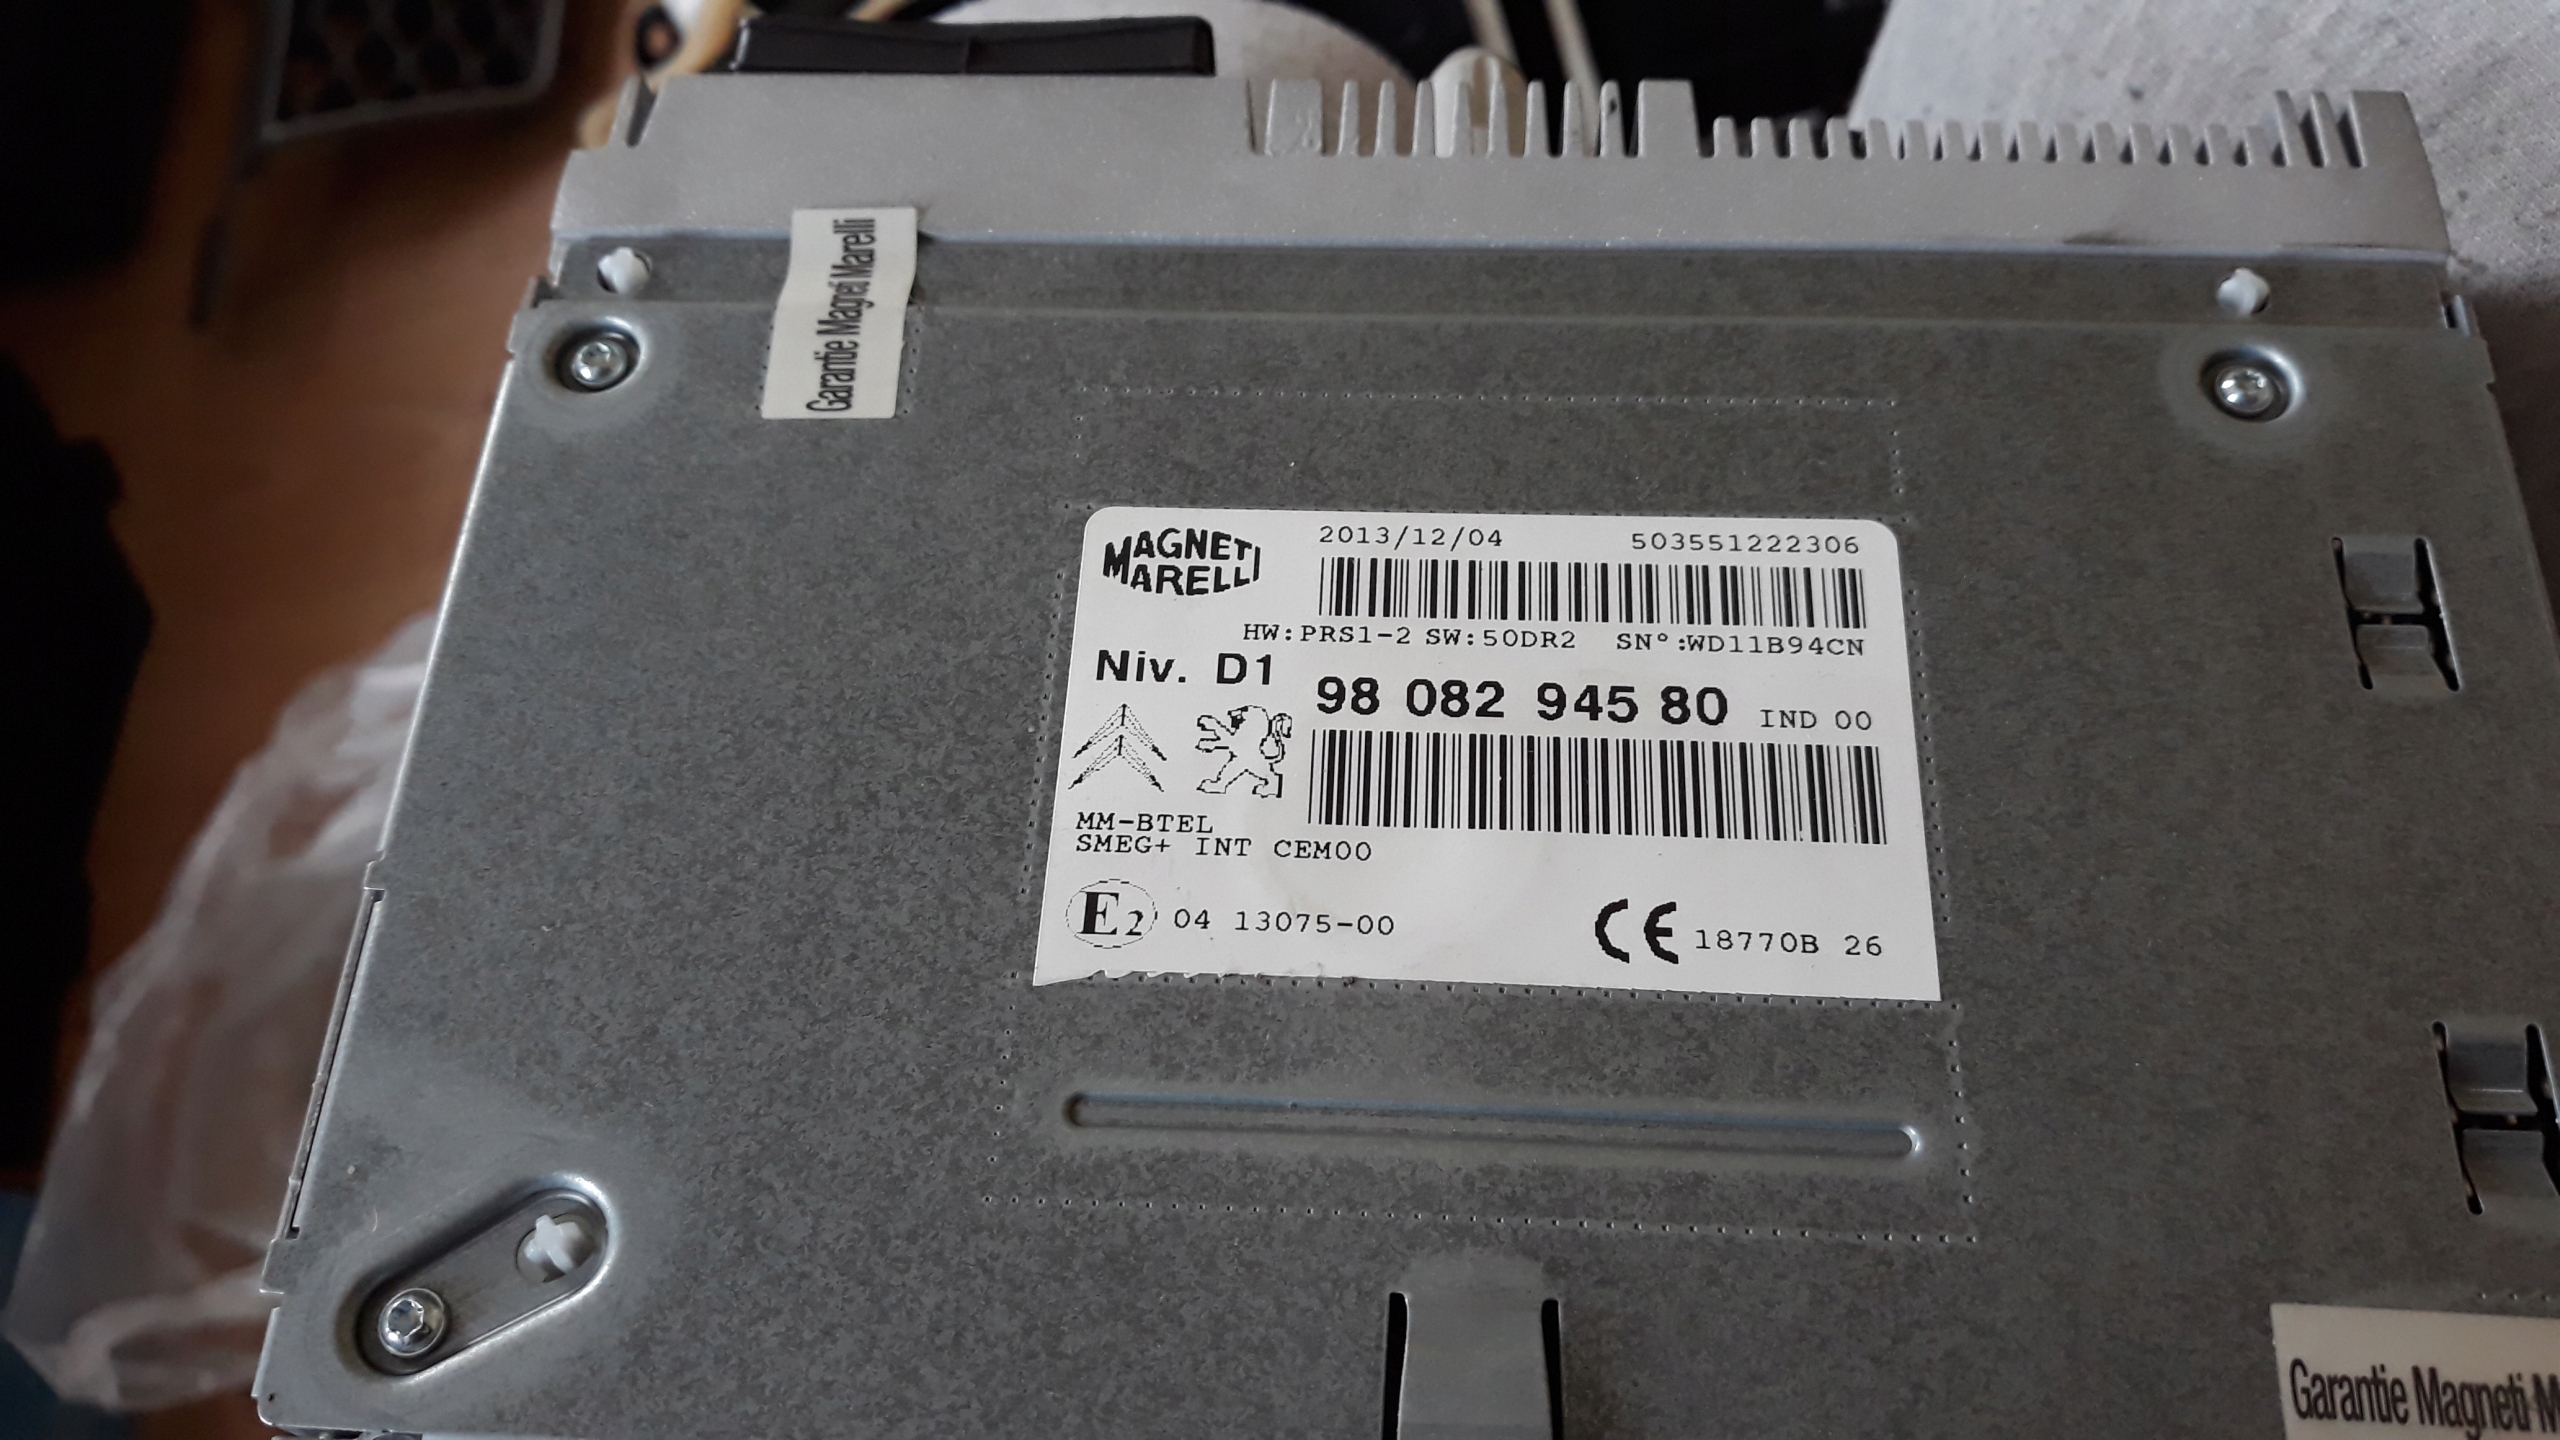 Garantie Magneti Marelli
MAGNETI
MARELLI
2013/12/04 503551222306
HW:PRS1-2 SW:50DR2 SN°:WD11B94CN
Niv. D1
98 082 945 80 IND 00
MM-BTEL
SMEG+ INT CEM00
E2 04 13075-00
CE 18770B 26
Garantie Magneti M